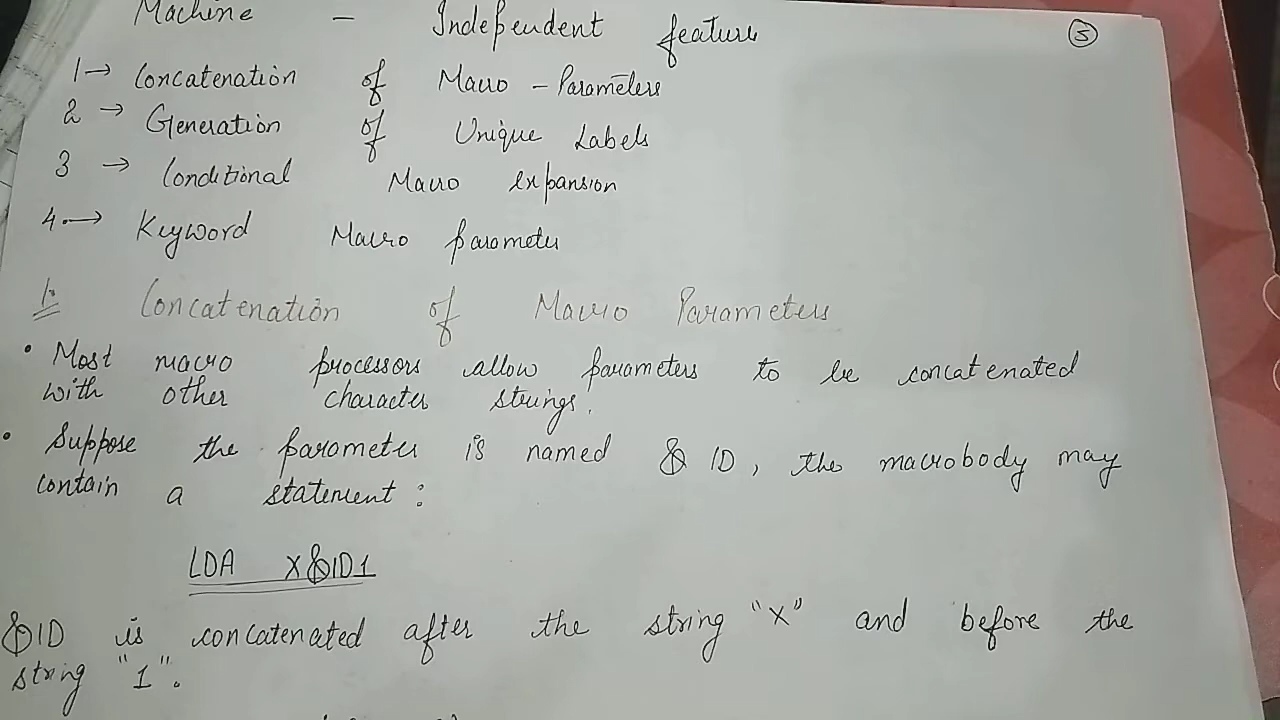 Machine - Independent feature
5
1→ Concatenation of Macro - Parameters
2 → Generation of Unique Labels
3 → Conditional Macro expansion
4.→ Keyword Macro parameter
1. Concatenation of Macro Parameters
• Most macro processors allow parameters to be concatenated
with other character strings.
• Suppose the parameter is named &ID, the macrobody may
contain a statement:
LDA X&ID1
&ID is concatenated after the string "X" and before the
string "1".